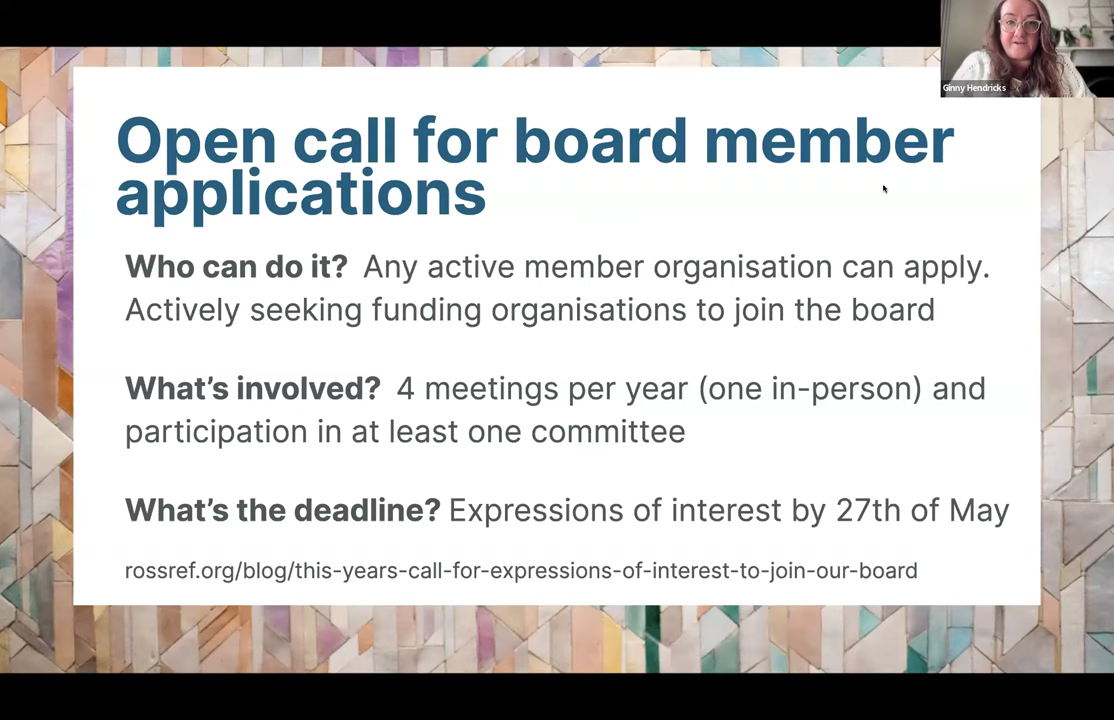 Ginny Hendricks
Open call for board member
applications
Who can do it? Any active member organisation can apply.
Actively seeking funding organisations to join the board
What's involved? 4 meetings per year (one in-person) and
participation in at least one committee
What's the deadline? Expressions of interest by 27th of May
rossref.org/blog/this-years-call-for-expressions-of-interest-to-join-our-board